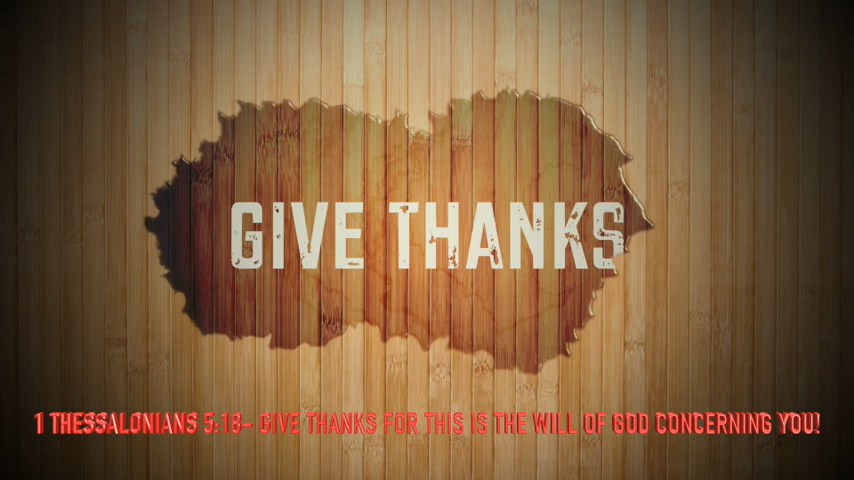 GIVE THANKS
1 THESSALONIANS 5:18- GIVE THANKS FOR THIS IS THE WILL OF GOD CONCERNING YOU!